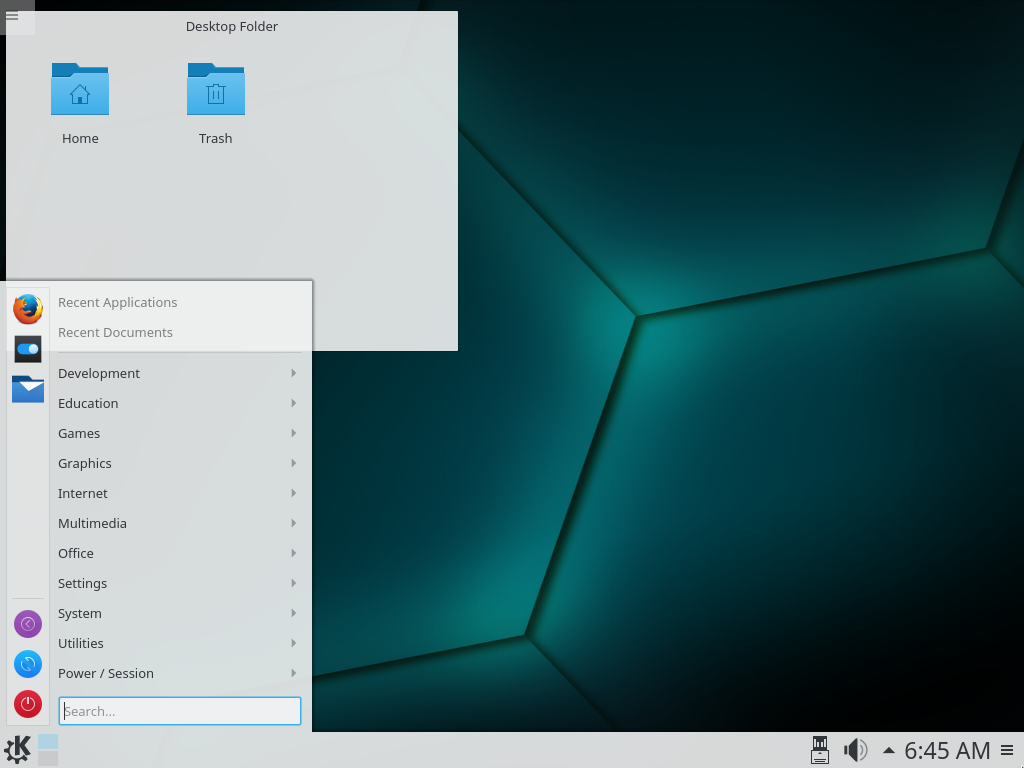 Desktop Folder
Home
Trash
Recent Applications
Recent Documents
Development
Education
Games
Graphics
Internet
Multimedia
Office
Settings
System
Utilities
Power / Session
Search...
6:45 AM